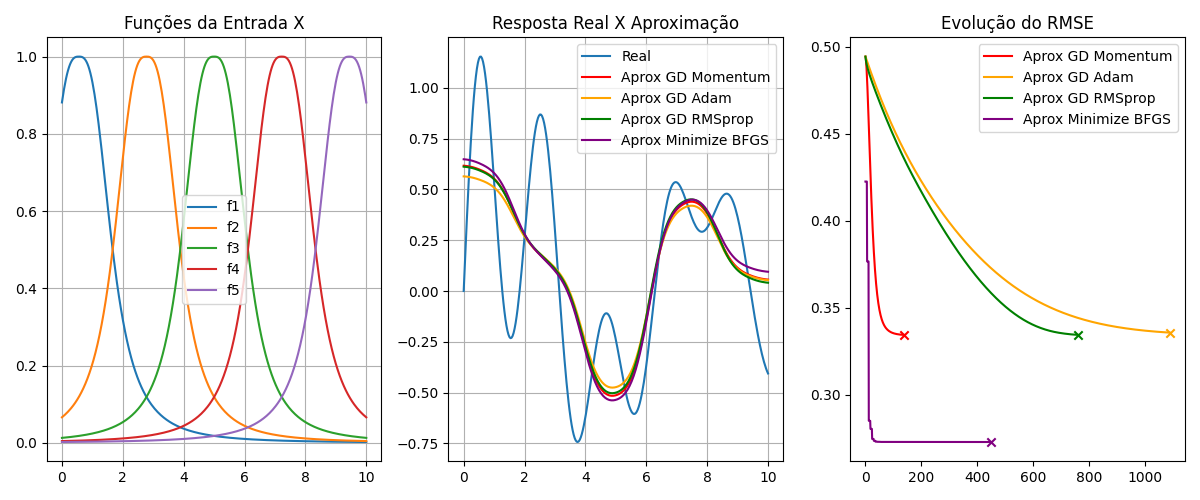 Funções da Entrada X
1.0
0.8
0.6
0.4
0.2
0.0
0 2 4 6 8 10
f1
f2
f3
f4
f5
Resposta Real X Aproximação
1.00
0.75
0.50
0.25
0.00
−0.25
−0.50
−0.75
0 2 4 6 8 10
Real
Aprox GD Momentum
Aprox GD Adam
Aprox GD RMSprop
Aprox Minimize BFGS
Evolução do RMSE
0.50
0.45
0.40
0.35
0.30
0 200 400 600 800 1000
Aprox GD Momentum
Aprox GD Adam
Aprox GD RMSprop
Aprox Minimize BFGS